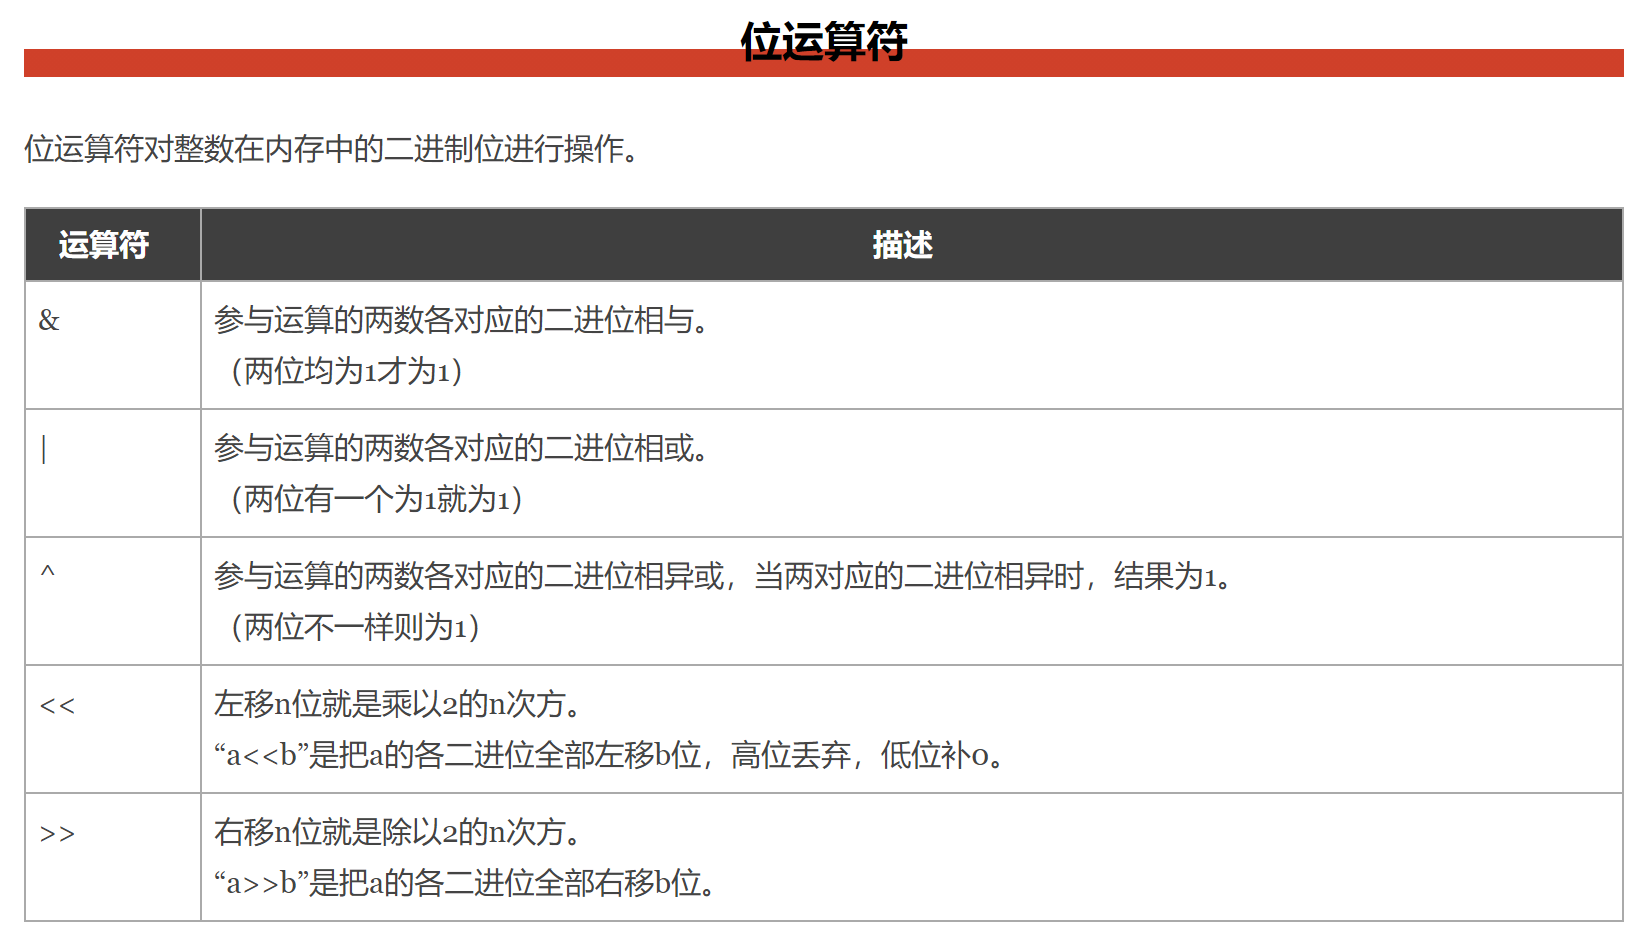 位运算符
位运算符对整数在内存中的二进制位进行操作。
运算符 描述
& 参与运算的两数各对应的二进位相与。
（两位均为1才为1）
| 参与运算的两数各对应的二进位相或。
（两位有一个为1就为1）
^ 参与运算的两数各对应的二进位相异或，当两对应的二进位相异时，结果为1。
（两位不一样则为1）
<< 左移n位就是乘以2的n次方。
“a<<b”是把a的各二进位全部左移b位，高位丢弃，低位补0。
>> 右移n位就是除以2的n次方。
“a>>b”是把a的各二进位全部右移b位。